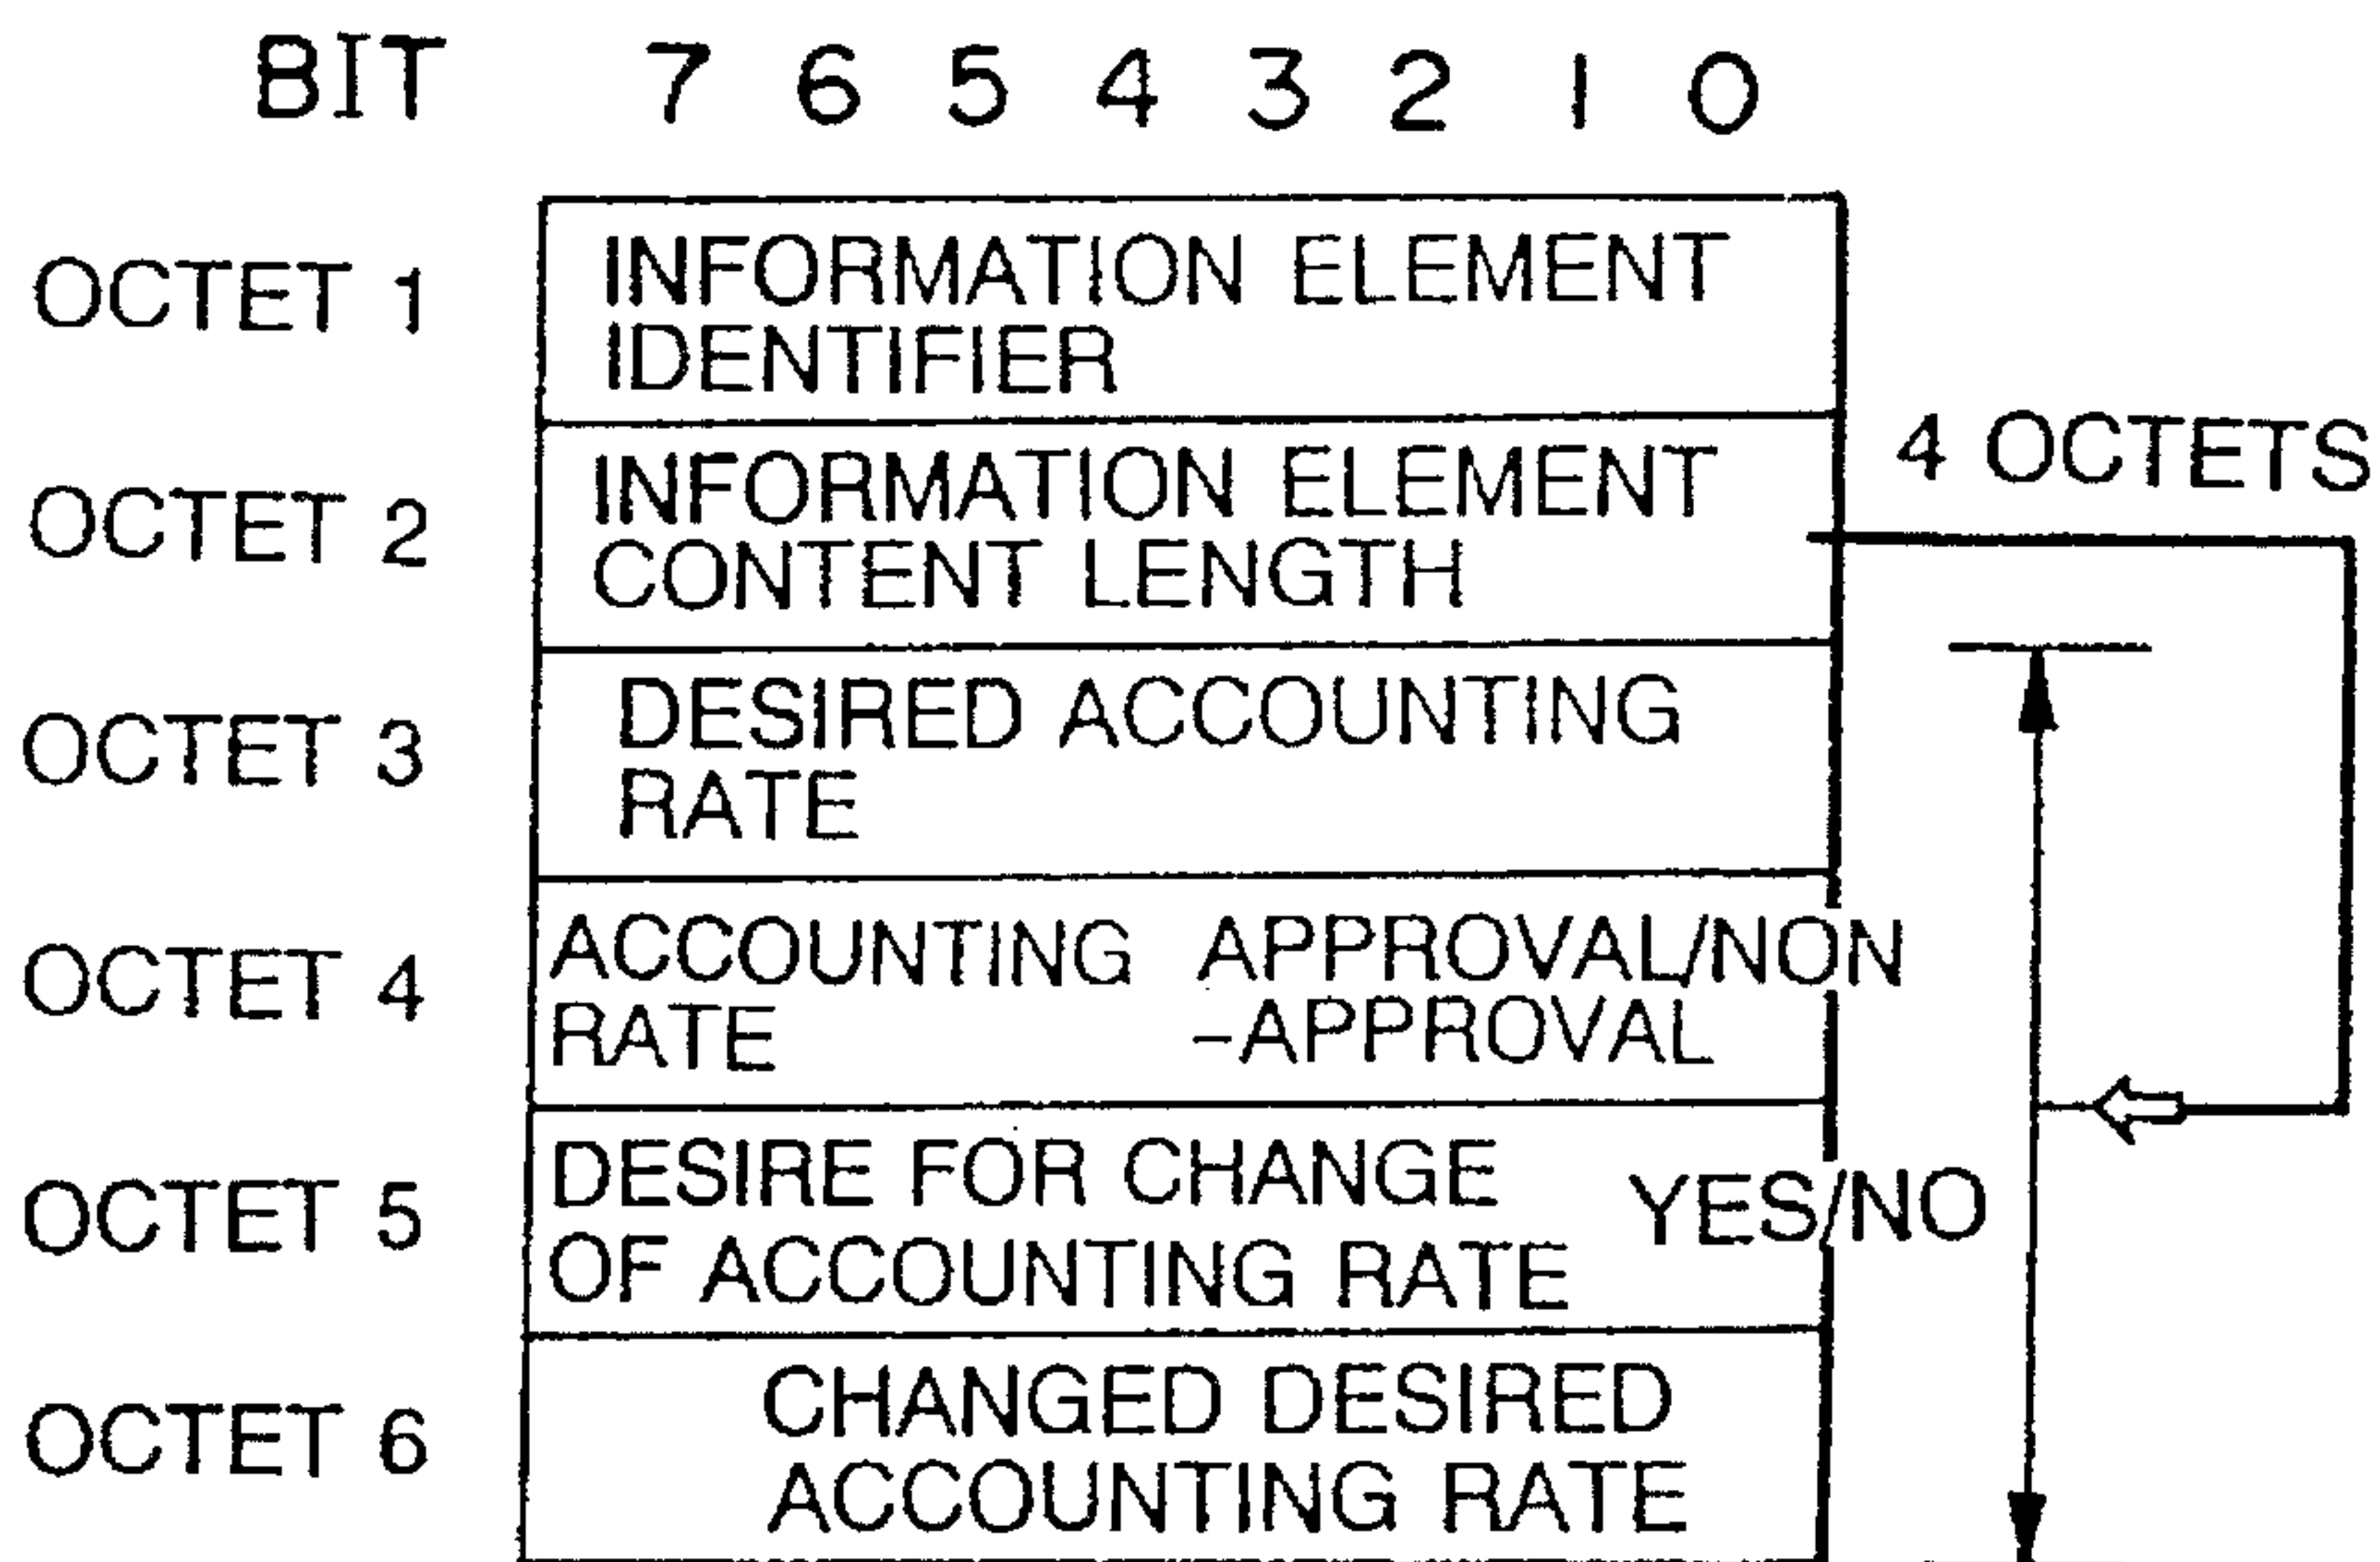 BIT 7 6 5 4 3 2 1 0
OCTET 1 INFORMATION ELEMENT
IDENTIFIER
4 OCTETS
OCTET 2 INFORMATION ELEMENT
CONTENT LENGTH
OCTET 3 DESIRED ACCOUNTING
RATE
OCTET 4 ACCOUNTING APPROVAL/NON
RATE -APPROVAL
OCTET 5 DESIRE FOR CHANGE YES/NO
OF ACCOUNTING RATE
OCTET 6 CHANGED DESIRED
ACCOUNTING RATE